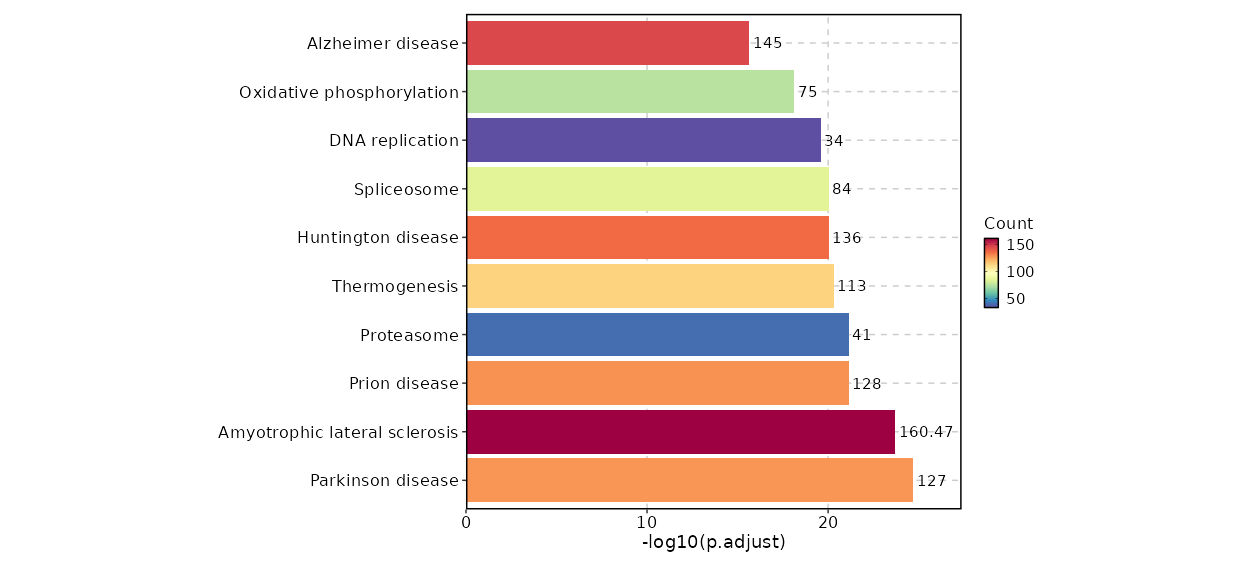 Alzheimer disease 145
Oxidative phosphorylation 75
DNA replication 34
Spliceosome 84
Huntington disease 136
Thermogenesis 113
Proteasome 41
Prion disease 128
Amyotrophic lateral sclerosis 160.47
Parkinson disease 127
0 10 20
-log10(p.adjust)
Count
150
100
50